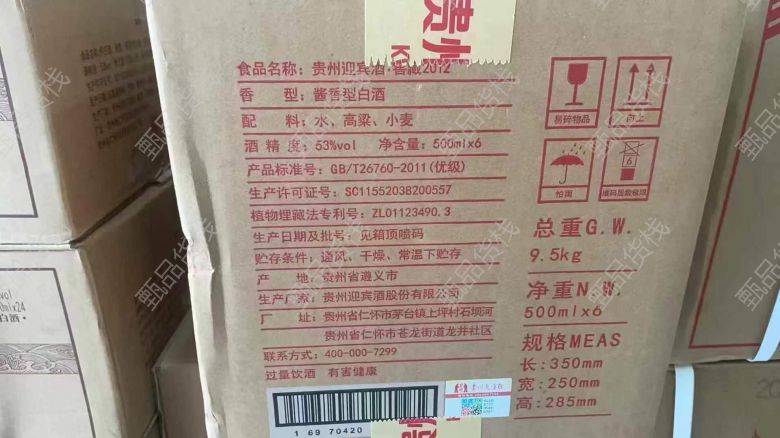 贵州
食品名称：贵州迎宾酒·窖藏2012
香 型：酱香型白酒
配 料：水、高粱、小麦
酒 精 度：53%vol 净含量：500mlx6
产品标准号：GB/T26760-2011(优级)
生产许可证号：SC11552038200557
植物埋藏法专利号：ZL01123490.3
生产日期及批号：见箱顶喷码
贮存条件：通风、干燥、常温下贮存
产 地：贵州省遵义市
生产厂家：贵州迎宾酒股份有限公司
厂 址：贵州省仁怀市茅台镇上坪村石坝河
贵州省仁怀市苍龙街道龙井社区
联系方式：400-000-7299
过量饮酒 有害健康
1 6970420
易碎物品
向上
怕雨
6
堆码层数极限
总重G.W.
9.5kg
净重N.W.
500mlx6
规格MEAS
长：350mm
宽：250mm
高：285mm
甄品货栈